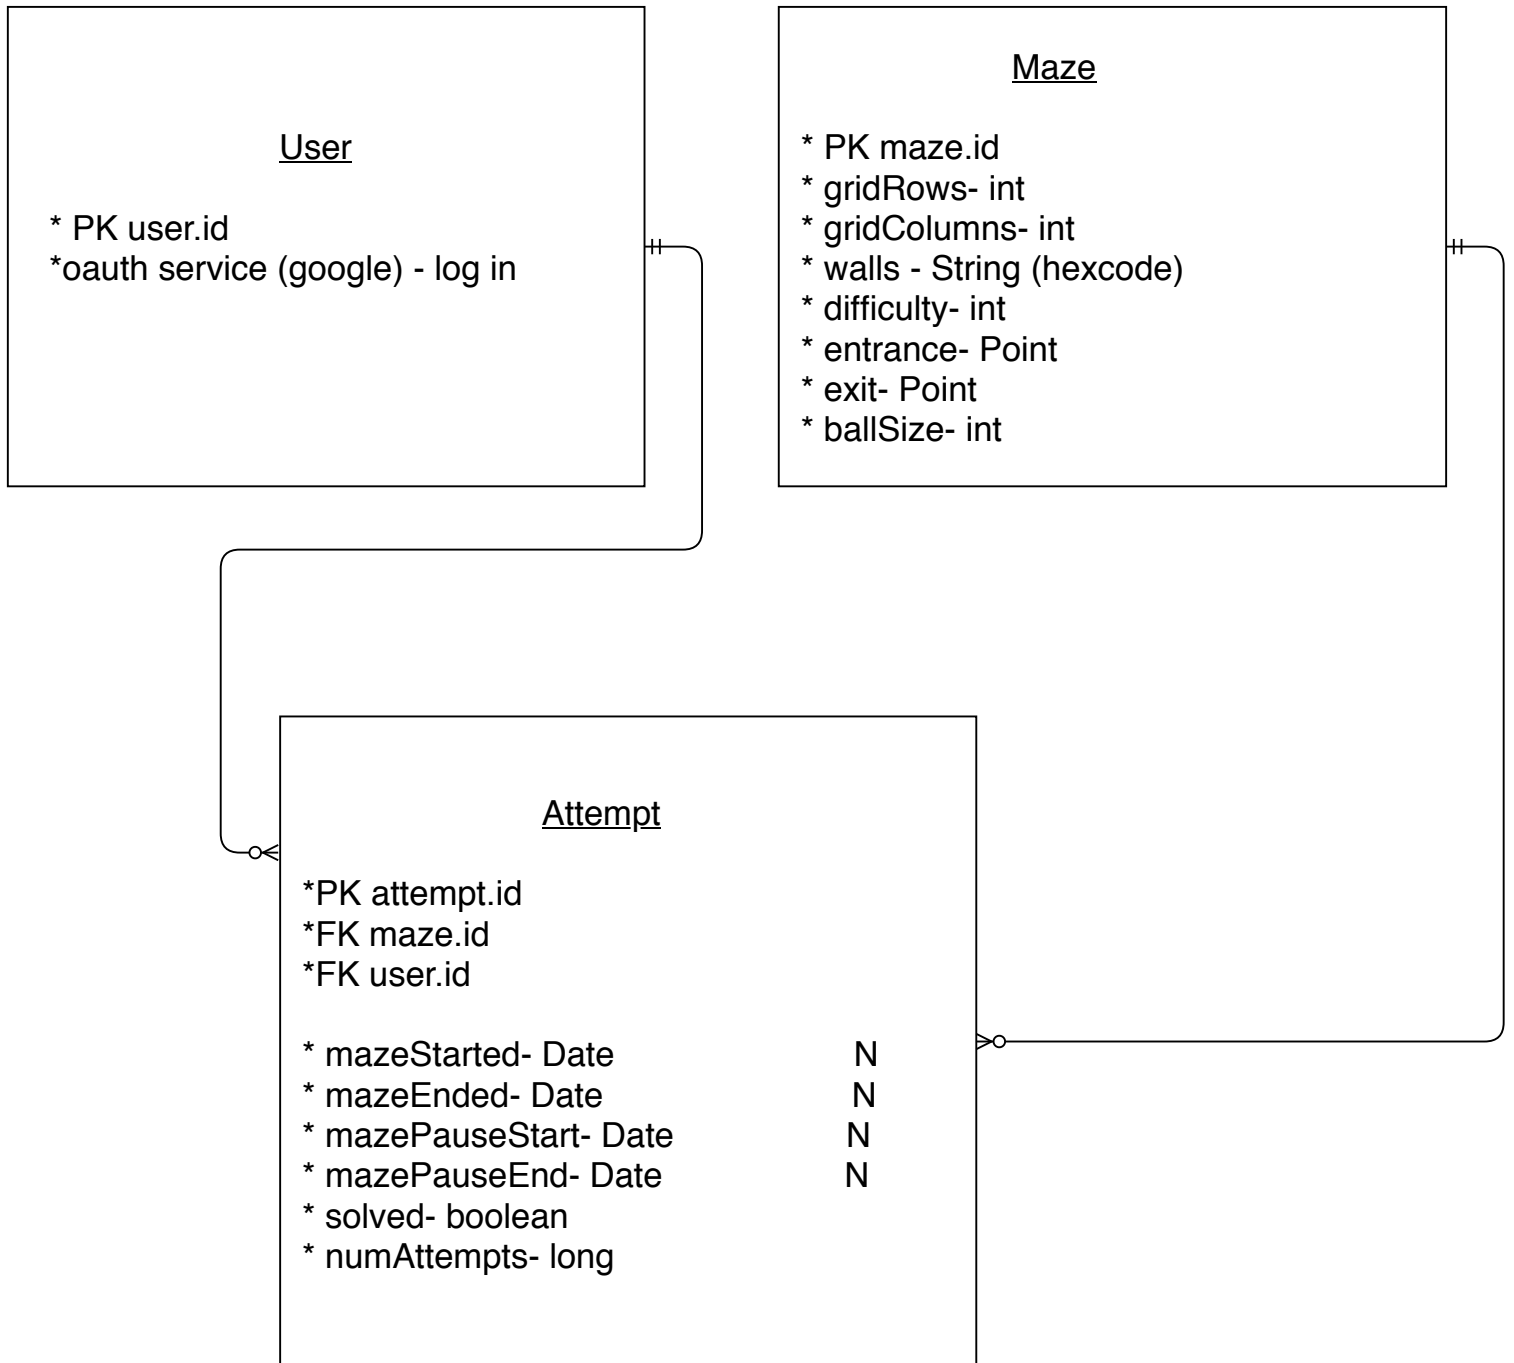 User
* PK user.id
*oauth service (google) - log in
Maze
* PK maze.id
* gridRows- int
* gridColumns- int
* walls - String (hexcode)
* difficulty- int
* entrance- Point
* exit- Point
* ballSize- int
Attempt
*PK attempt.id
*FK maze.id
*FK user.id
* mazeStarted- Date N
* mazeEnded- Date N
* mazePauseStart- Date N
* mazePauseEnd- Date N
* solved- boolean
* numAttempts- long